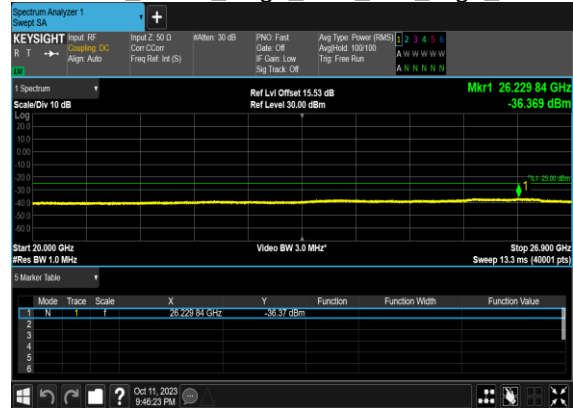 Spectrum Analyzer 1
Swept SA
+
KEYSIGHT Input: RF Input Z: 50 Ω #Atten: 30 dB PNO: Fast Avg Type: Power (RMS) 1 2 3 4 5 6
R T Coupling: DC Corr CCorr Gate: Off Avg|Hold: 100/100 A W W W W W
Align: Auto Freq Ref: Int (S) IF Gain: Low Trig: Free Run
LW Sig Track: Off A N N N N N
1 Spectrum Ref Lvl Offset 15.53 dB Mkr1 26.229 84 GHz
Scale/Div 10 dB Ref Level 30.00 dBm -36.369 dBm
Log
20.0
10.0
0.00
-10.0
-20.0 DL1 -25.00 dBm
-30.0 1
-40.0
-50.0
-60.0
Start 20.000 GHz Video BW 3.0 MHz* Stop 26.900 GHz
#Res BW 1.0 MHz Sweep 13.3 ms (40001 pts)
5 Marker Table
Mode Trace Scale X Y Function Function Width Function Value
1 N 1 f 26.229 84 GHz -36.37 dBm
2
3
4
5
6
? Oct 11, 2023
9:46:23 PM